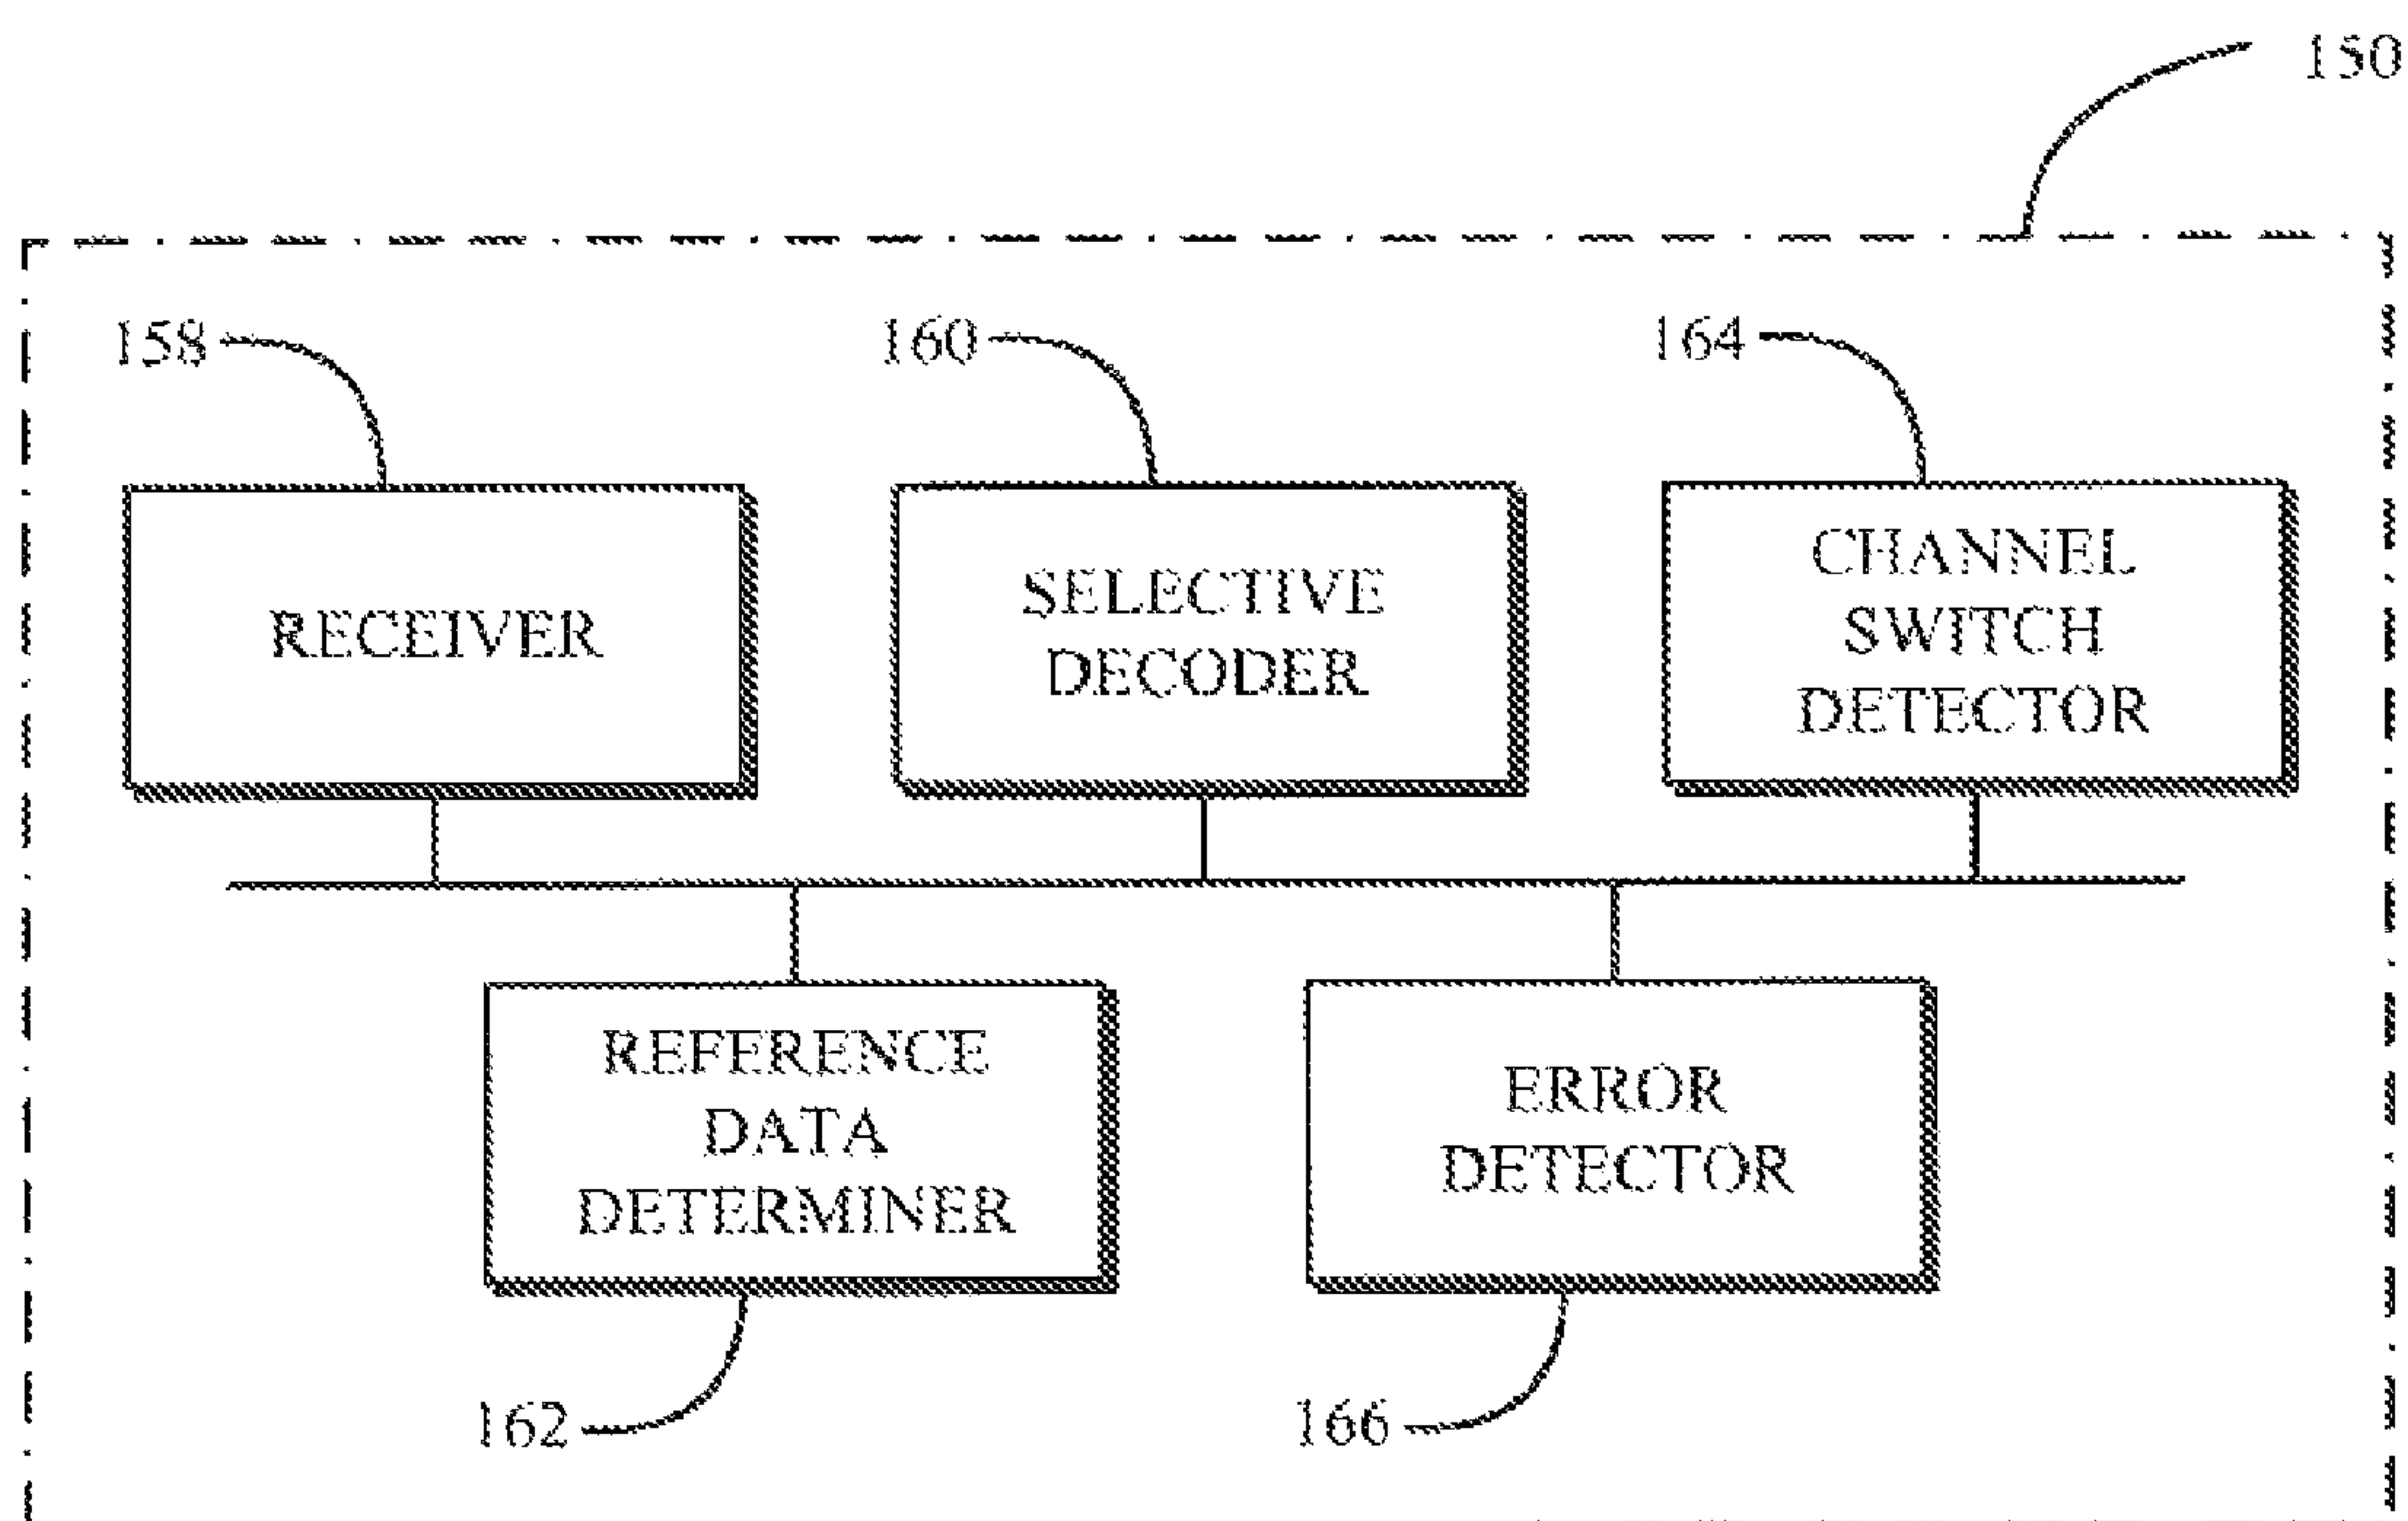 150
158
160
164
RECEIVER
SELECTIVE
DECODER
CHANNEL
SWITCH
DETECTOR
REFERENCE
DATA
DETERMINER
ERROR
DETECTOR
162
166